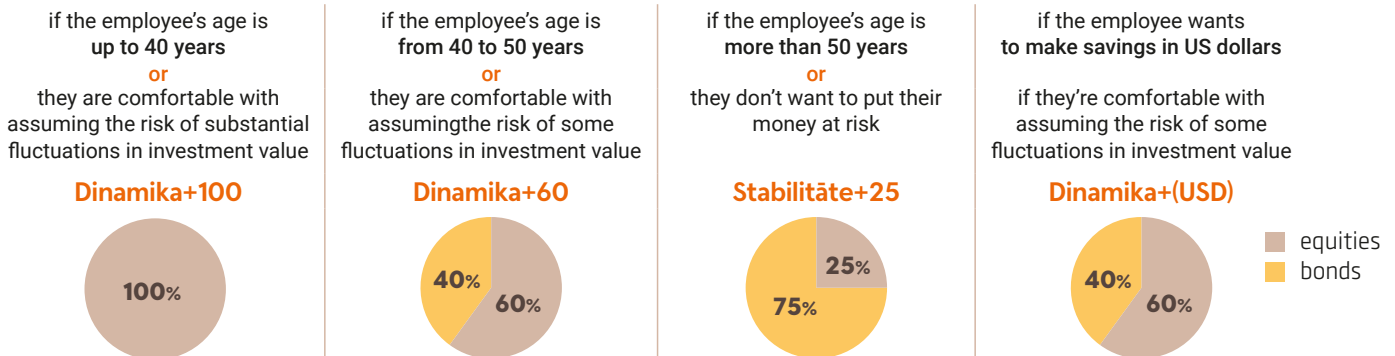 if the employee's age is
up to 40 years
or
they are comfortable with
assuming the risk of substantial
fluctuations in investment value
Dinamika+100
100%
if the employee's age is
from 40 to 50 years
or
they are comfortable with
assumingthe risk of some
fluctuations in investment value
Dinamika+60
40%
60%
if the employee's age is
more than 50 years
or
they don't want to put their
money at risk
Stabilitāte+25
25%
75%
if the employee wants
to make savings in US dollars
if they're comfortable with
assuming the risk of some
fluctuations in investment value
Dinamika+(USD)
40%
60%
equities
bonds